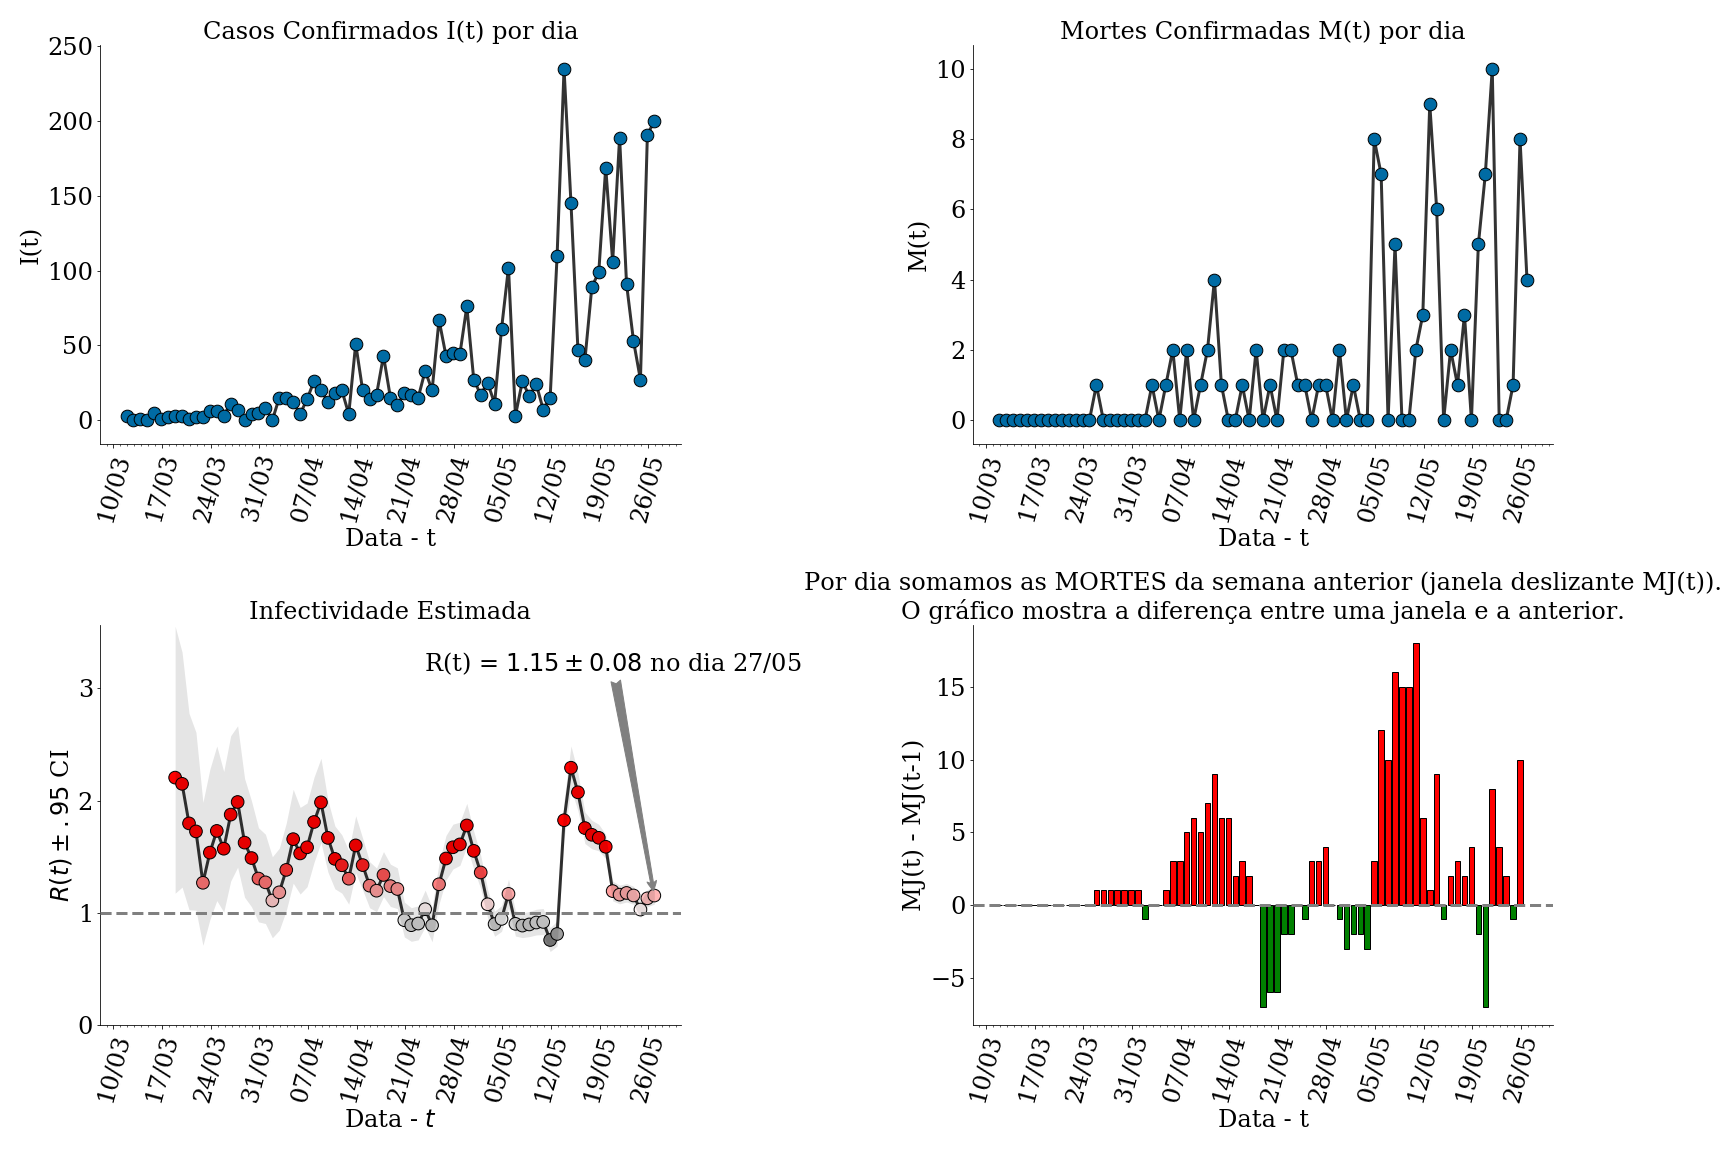 Casos Confirmados I(t) por dia
I(t)
250
200
150
100
50
0
10/03 17/03 24/03 31/03 07/04 14/04 21/04 28/04 05/05 12/05 19/05 26/05
Data - t
Mortes Confirmadas M(t) por dia
M(t)
10
8
6
4
2
0
10/03 17/03 24/03 31/03 07/04 14/04 21/04 28/04 05/05 12/05 19/05 26/05
Data - t
Infectividade Estimada
R(t) = 1.15 ± 0.08 no dia 27/05
R(t) ± .95 CI
3
2
1
0
10/03 17/03 24/03 31/03 07/04 14/04 21/04 28/04 05/05 12/05 19/05 26/05
Data - t
Por dia somamos as MORTES da semana anterior (janela deslizante MJ(t)).
O gráfico mostra a diferença entre uma janela e a anterior.
MJ(t) - MJ(t-1)
15
10
5
0
−5
10/03 17/03 24/03 31/03 07/04 14/04 21/04 28/04 05/05 12/05 19/05 26/05
Data - t